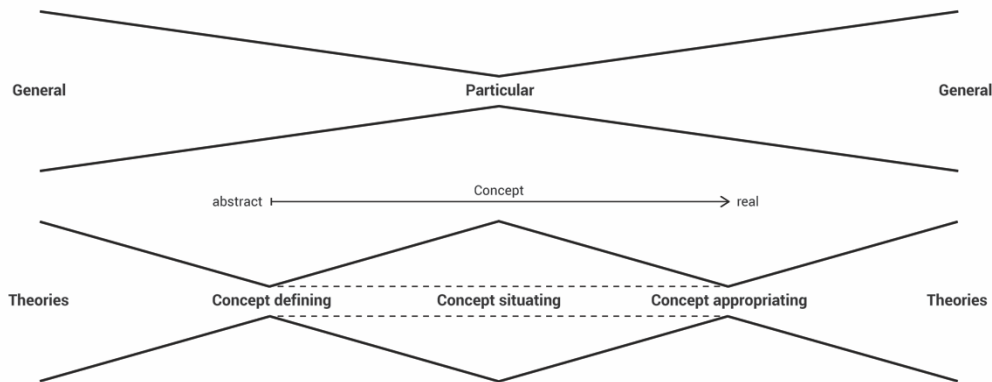 General Particular General
Concept
abstract real
Theories Concept defining Concept situating Concept appropriating Theories